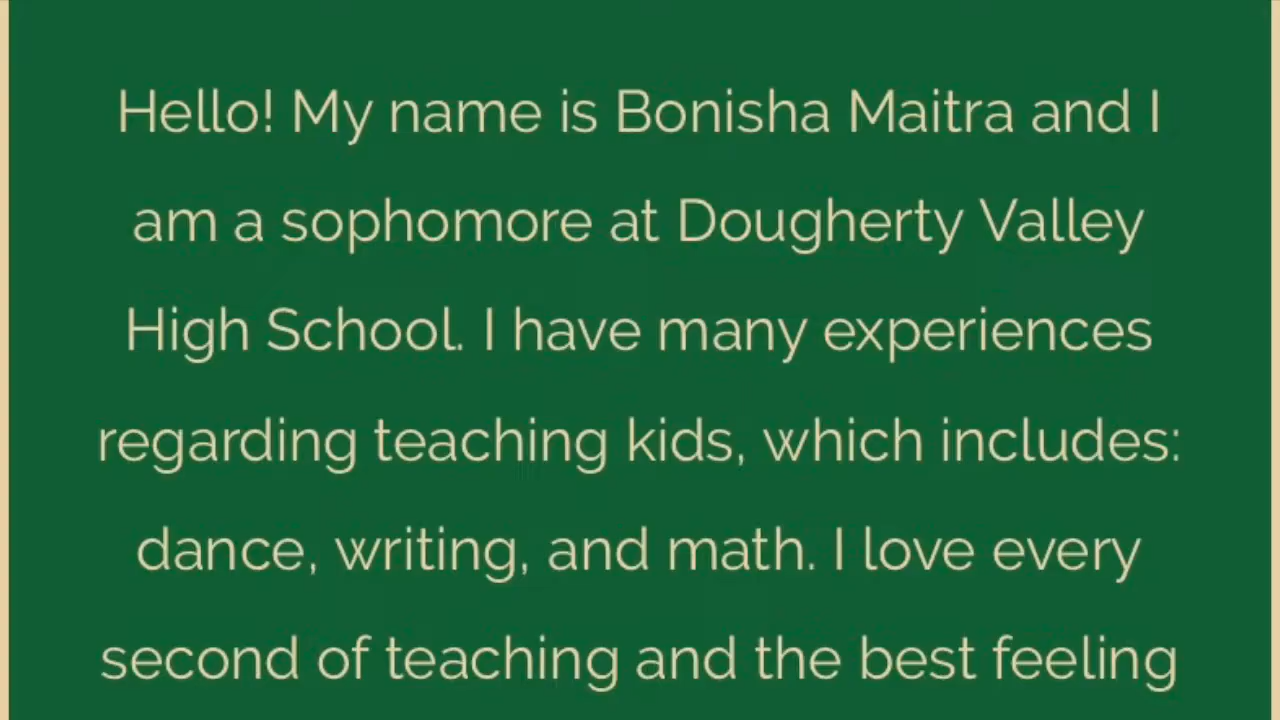 Hello! My name is Bonisha Maitra and I
am a sophomore at Dougherty Valley
High School. I have many experiences
regarding teaching kids, which includes:
dance, writing, and math. I love every
second of teaching and the best feeling